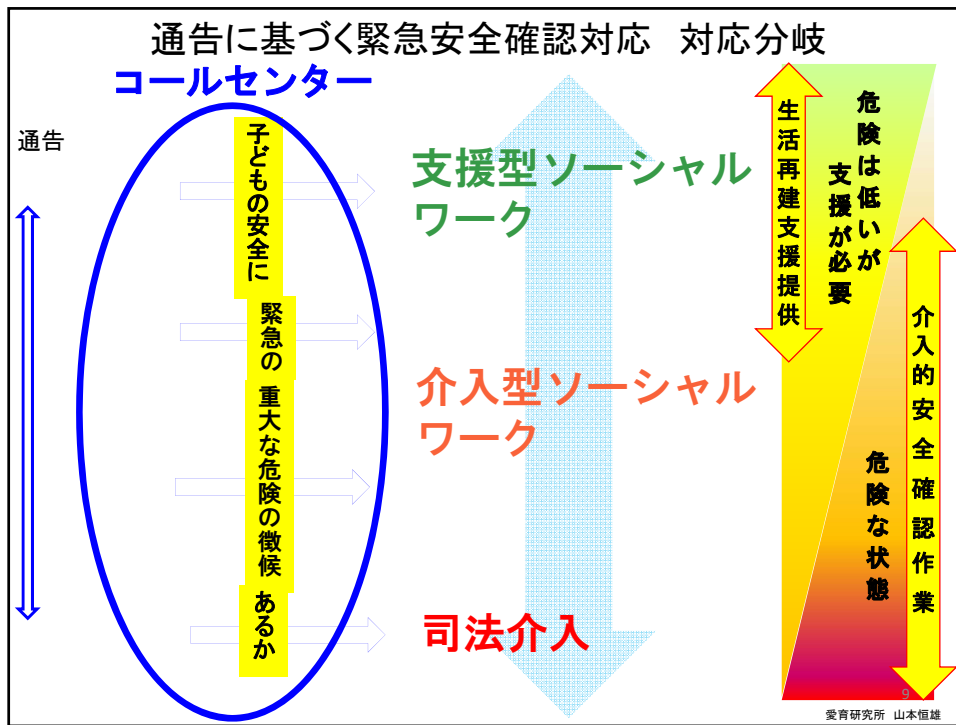 通告に基づく緊急安全確認対応　対応分岐
コールセンター
通告
子どもの安全に
緊急の
重大な危険の徴候
あるか
支援型ソーシャル
ワーク
介入型ソーシャル
ワーク
司法介入
生活再建支援提供
危険は低いが
支援が必要
介入的安全確認作業
危険な状態
9
愛育研究所　山本恒雄